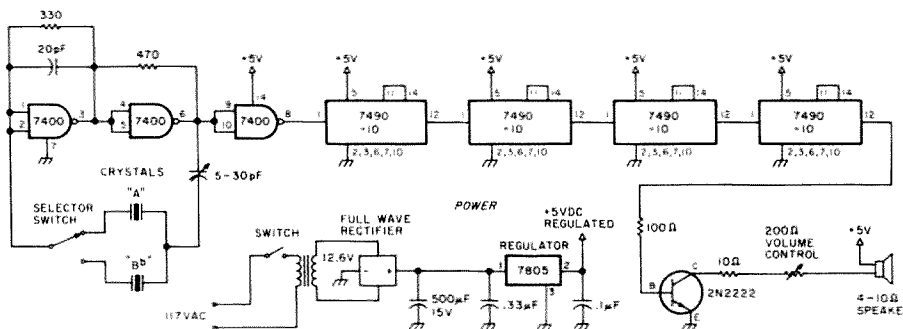 330
20pF
470
+5V
+5V
+5V
+5V
+5V
1
2
7400
3
7
4
5
7400
6
9
10
14
7400
8
1
5
11
14
7490
÷10
12
2,3,6,7,10
1
5
11
14
7490
÷10
12
2,3,6,7,10
1
5
11
14
7490
÷10
12
2,3,6,7,10
1
5
11
14
7490
÷10
12
2,3,6,7,10
5-30pF
CRYSTALS
"A"
SELECTOR
SWITCH
"Bb"
117VAC
SWITCH
FULL WAVE
RECTIFIER
12.6V
-
+
500µF
15V
.33µF
POWER
+5VDC
REGULATED
REGULATOR
1
7805
2
3
.1µF
100Ω
B
C
E
2N2222
10Ω
200Ω
VOLUME
CONTROL
+5V
4-10Ω
SPEAKE